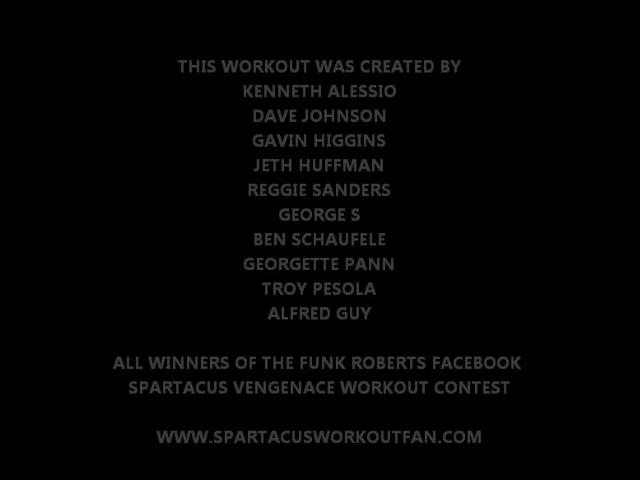 THIS WORKOUT WAS CREATED BY
KENNETH ALESSIO
DAVE JOHNSON
GAVIN HIGGINS
JETH HUFFMAN
REGGIE SANDERS
GEORGE S
BEN SCHAUFELE
GEORGETTE PANN
TROY PESOLA
ALFRED GUY
ALL WINNERS OF THE FUNK ROBERTS FACEBOOK
SPARTACUS VENGENACE WORKOUT CONTEST
WWW.SPARTACUSWORKOUTFAN.COM